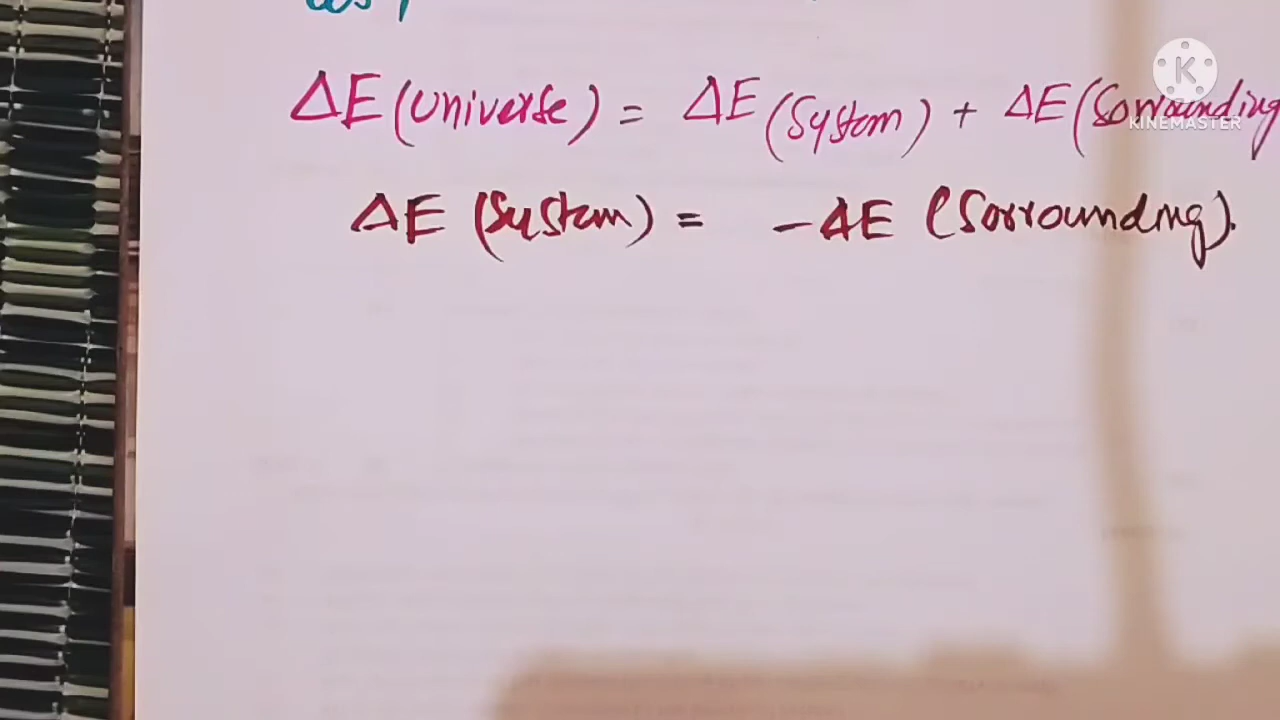 ΔE (Universe) = ΔE (System) + ΔE (Sorrounding
ΔE (System) = -ΔE (Sorrounding).
K
KINEMASTER